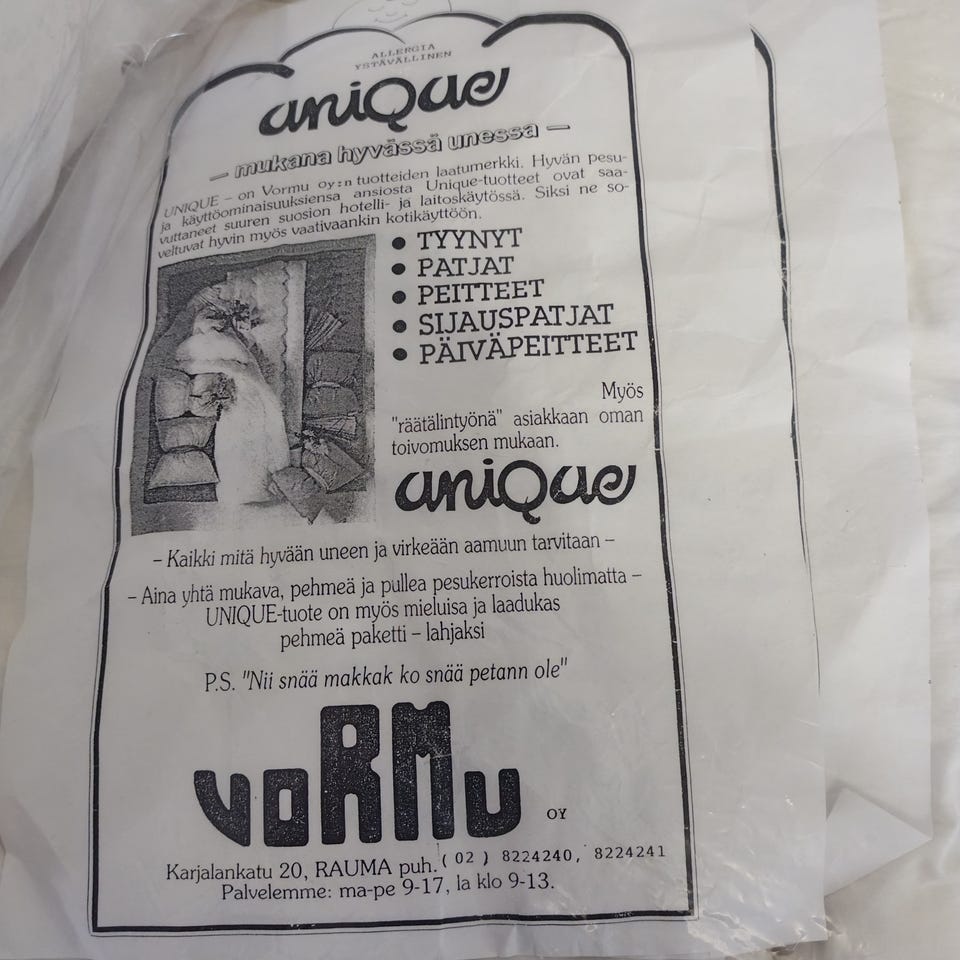 ALLERGIA
YSTÄVÄLLINEN
uniQue
– mukana hyvässä unessa –
UNIQUE – on Vormu oy:n tuotteiden laatumerkki. Hyvän pesu-
ja käyttöominaisuuksiensa ansiosta Unique-tuotteet ovat saa-
vuttaneet suuren suosion hotelli- ja laitoskäytössä. Siksi ne so-
veltuvat hyvin myös vaativaankin kotikäyttöön.
• TYYNYT
• PATJAT
• PEITTEET
• SIJAUSPATJAT
• PÄIVÄPEITTEET
Myös
"räätälintyönä" asiakkaan oman
toivomuksen mukaan.
uniQue
– Kaikki mitä hyvään uneen ja virkeään aamuun tarvitaan –
– Aina yhtä mukava, pehmeä ja pullea pesukerroista huolimatta –
UNIQUE-tuote on myös mieluisa ja laadukas
pehmeä paketti – lahjaksi
P.S. "Nii snää makkak ko snää petann ole"
VORMU OY
Karjalankatu 20, RAUMA puh. (02) 8224240, 8224241
Palvelemme: ma-pe 9-17, la klo 9-13.